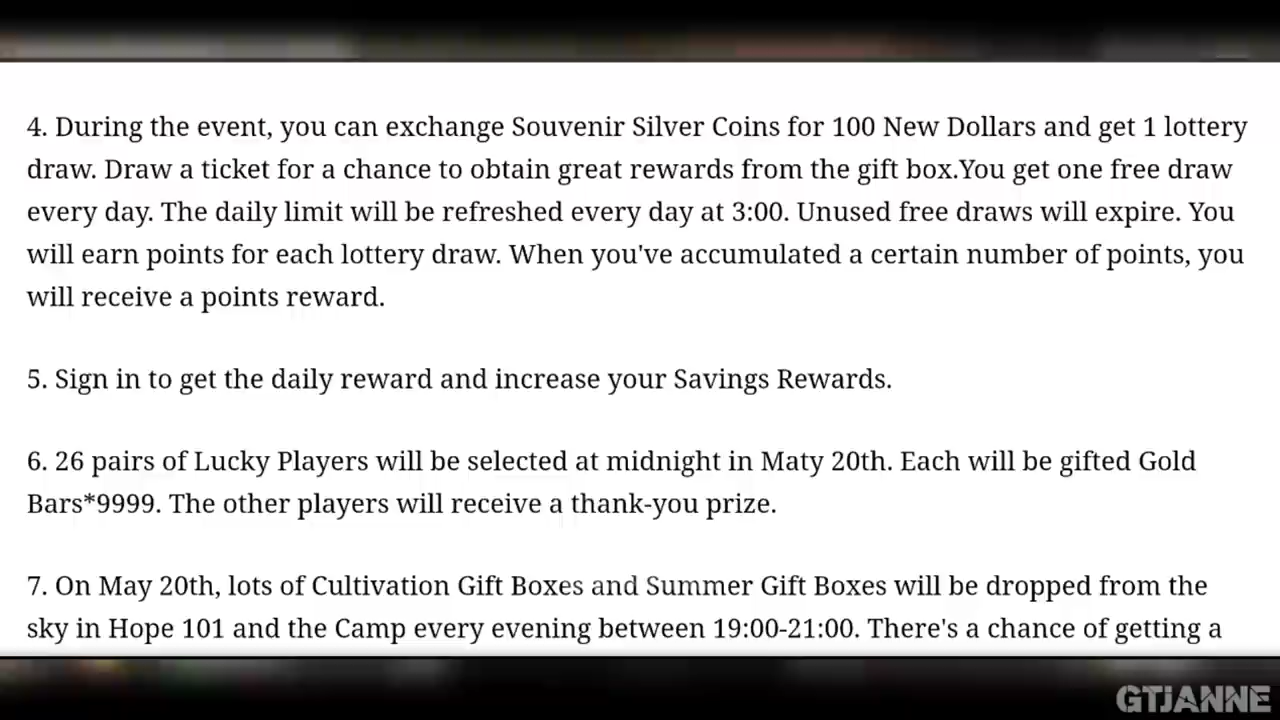 4. During the event, you can exchange Souvenir Silver Coins for 100 New Dollars and get 1 lottery
draw. Draw a ticket for a chance to obtain great rewards from the gift box.You get one free draw
every day. The daily limit will be refreshed every day at 3:00. Unused free draws will expire. You
will earn points for each lottery draw. When you've accumulated a certain number of points, you
will receive a points reward.
5. Sign in to get the daily reward and increase your Savings Rewards.
6. 26 pairs of Lucky Players will be selected at midnight in Maty 20th. Each will be gifted Gold
Bars*9999. The other players will receive a thank-you prize.
7. On May 20th, lots of Cultivation Gift Boxes and Summer Gift Boxes will be dropped from the
sky in Hope 101 and the Camp every evening between 19:00-21:00. There's a chance of getting a
GTJANNE